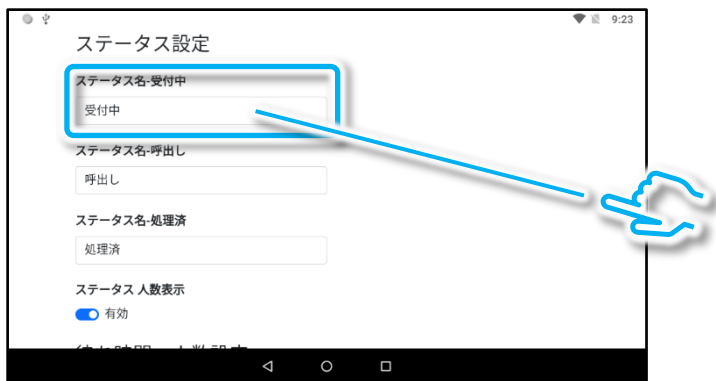 9:23
ステータス設定
ステータス名-受付中
受付中
ステータス名-呼出し
呼出し
ステータス名-処理済
処理済
ステータス 人数表示
有効